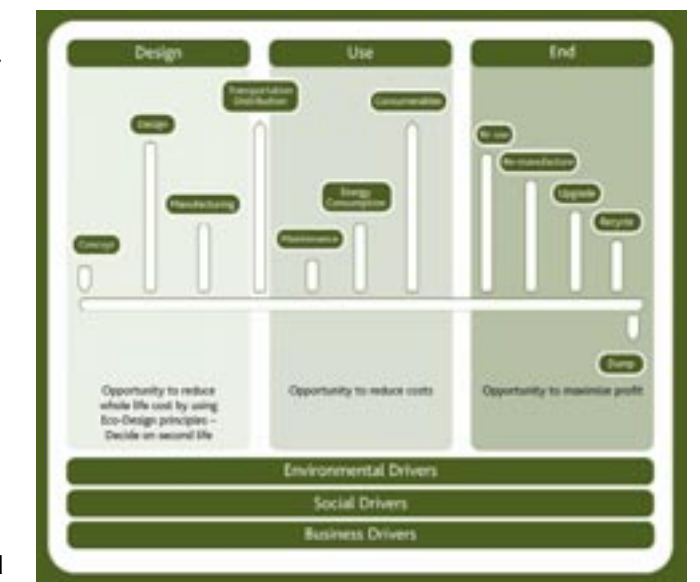 Design
Use
End
Transportation
Distribution
Consumables
Design
Re-use
Re-manufacture
Manufacturing
Energy
Consumption
Upgrade
Recycle
Concept
Maintenance
Dump
Opportunity to reduce
whole life cost by using
Eco-Design principles –
Decide on second life
Opportunity to reduce costs
Opportunity to maximise profit
Environmental Drivers
Social Drivers
Business Drivers